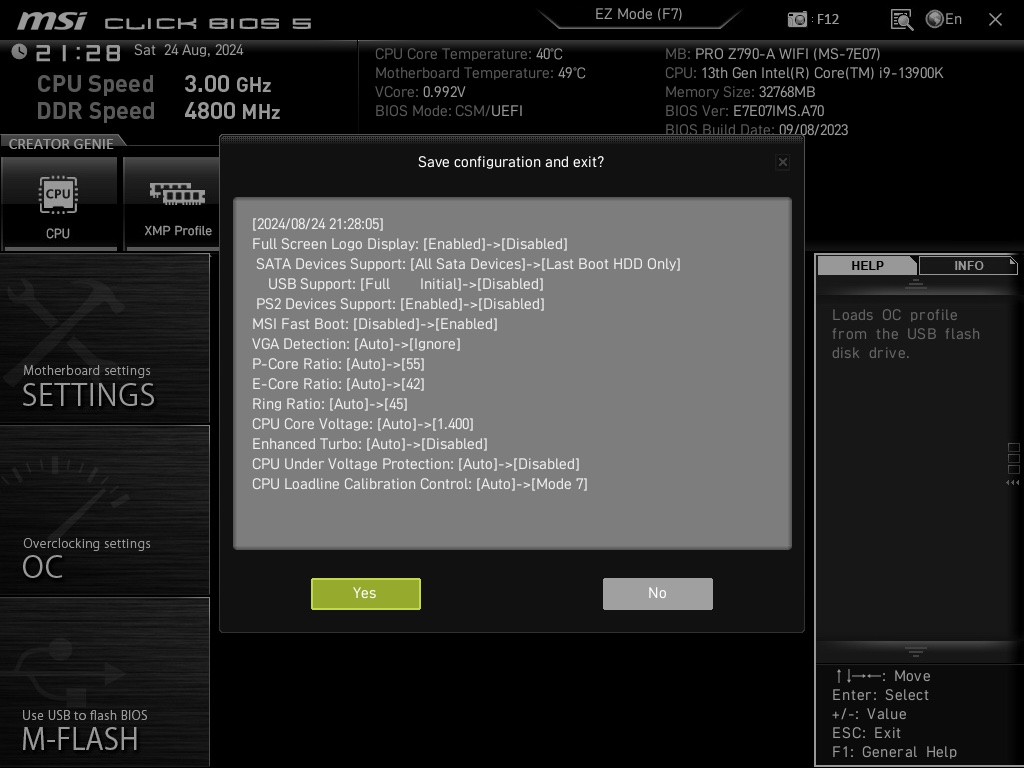 msi CLICK BIOS 5
EZ Mode (F7)
: F12
En
21:28 Sat 24 Aug, 2024
CPU Speed 3.00 GHz
DDR Speed 4800 MHz
CPU Core Temperature: 40°C
Motherboard Temperature: 49°C
VCore: 0.992V
BIOS Mode: CSM/UEFI
MB: PRO Z790-A WIFI (MS-7E07)
CPU: 13th Gen Intel(R) Core(TM) i9-13900K
Memory Size: 32768MB
BIOS Ver: E7E07IMS.A70
BIOS Build Date: 09/08/2023
CREATOR GENIE
CPU
CPU
XMP Profile
Motherboard settings
SETTINGS
Overclocking settings
OC
Use USB to flash BIOS
M-FLASH
Save configuration and exit?
[2024/08/24 21:28:05]
Full Screen Logo Display: [Enabled]->[Disabled]
SATA Devices Support: [All Sata Devices]->[Last Boot HDD Only]
USB Support: [Full Initial]->[Disabled]
PS2 Devices Support: [Enabled]->[Disabled]
MSI Fast Boot: [Disabled]->[Enabled]
VGA Detection: [Auto]->[Ignore]
P-Core Ratio: [Auto]->[55]
E-Core Ratio: [Auto]->[42]
Ring Ratio: [Auto]->[45]
CPU Core Voltage: [Auto]->[1.400]
Enhanced Turbo: [Auto]->[Disabled]
CPU Under Voltage Protection: [Auto]->[Disabled]
CPU Loadline Calibration Control: [Auto]->[Mode 7]
Yes
No
HELP
INFO
Loads OC profile
from the USB flash
disk drive.
↑↓→←: Move
Enter: Select
+/-: Value
ESC: Exit
F1: General Help